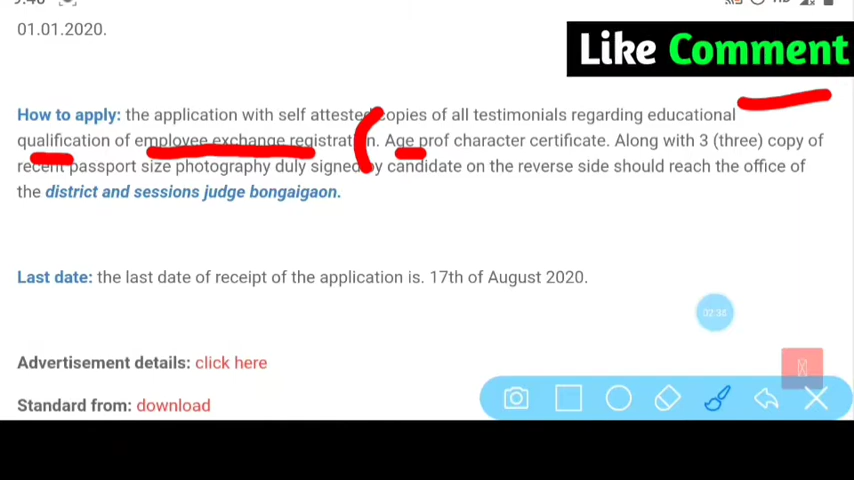 01.01.2020.
Like Comment
How to apply: the application with self attested copies of all testimonials regarding educational
qualification of employee exchange registration. Age prof character certificate. Along with 3 (three) copy of
recent passport size photography duly signed by candidate on the reverse side should reach the office of
the district and sessions judge bongaigaon.
Last date: the last date of receipt of the application is. 17th of August 2020.
Advertisement details: click here
Standard from: download